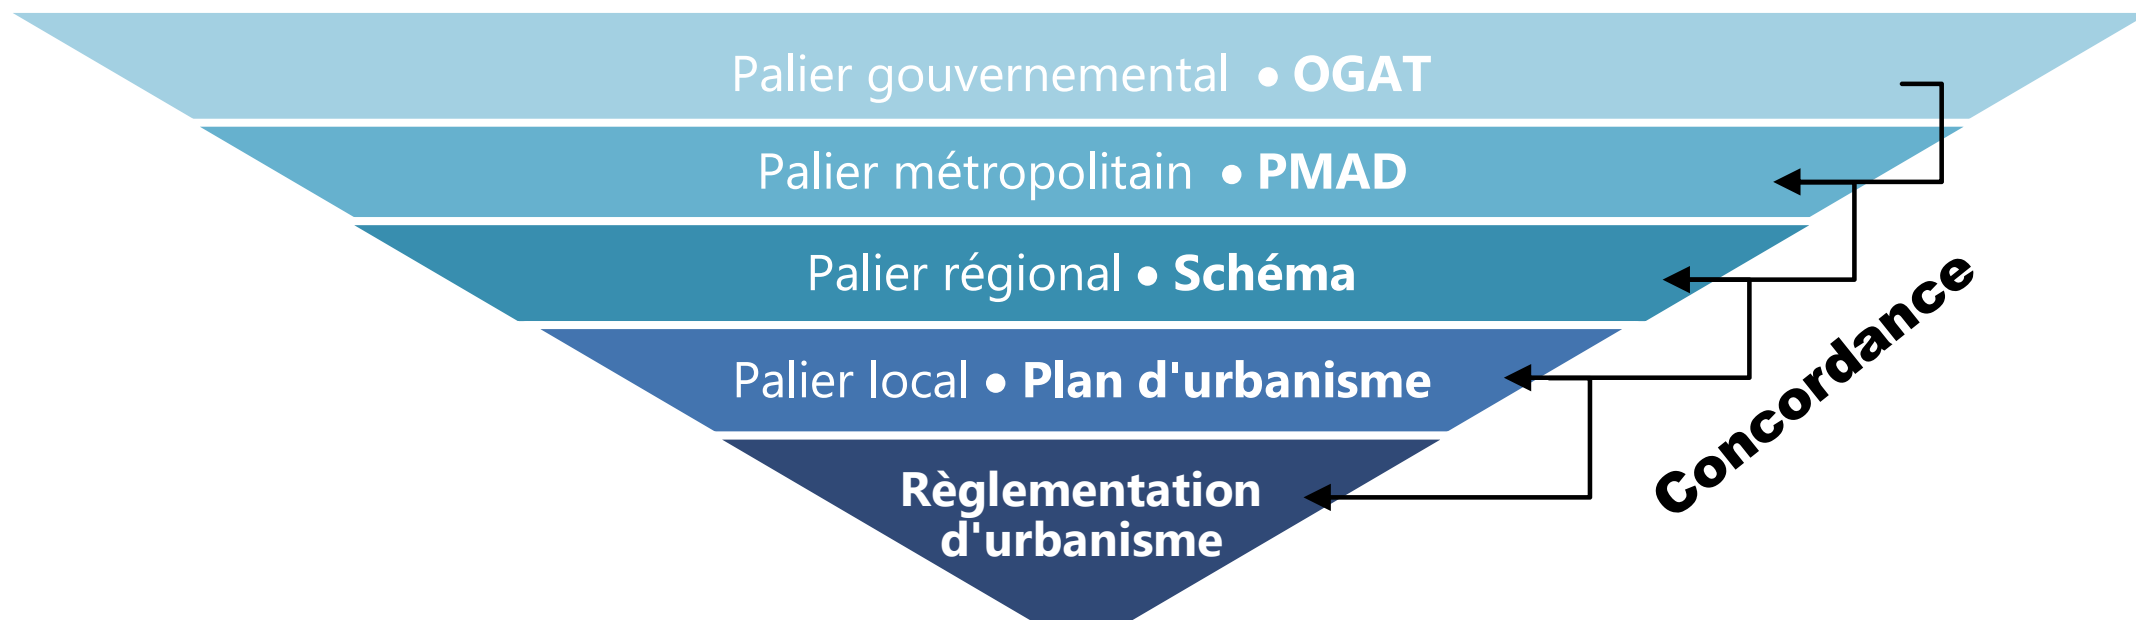 Palier gouvernemental ● OGAT
Palier métropolitain ● PMAD
Palier régional ● Schéma
Palier local ● Plan d'urbanisme
Règlementation
d'urbanisme
Concordance